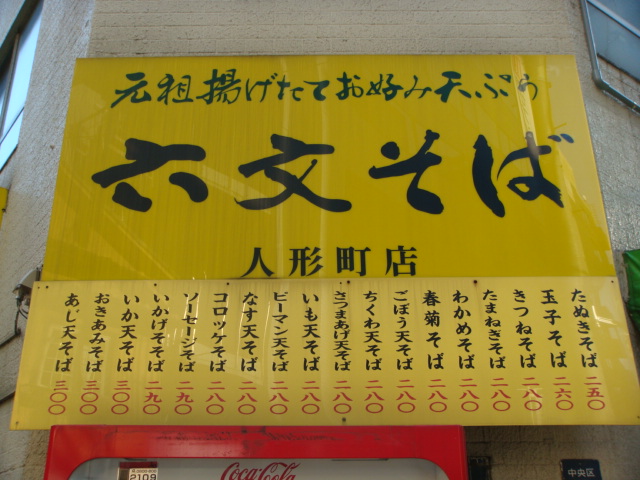 元祖揚げたてお好み天ぷら
六文そば
人形町店
たぬきそば 二五〇
玉子そば 二六〇
きつねそば 二八〇
たまねぎそば 二八〇
わかめそば 二八〇
春菊そば 二八〇
ごぼう天そば 二八〇
ちくわ天そば 二八〇
さつまあげ天そば 二八〇
いも天そば 二八〇
ピーマン天そば 二八〇
なす天そば 二八〇
コロッケそば 二八〇
ソーセージそば 二九〇
いかげそそば 二九〇
いか天そば 三〇〇
おきあみそば 三〇〇
あじ天そば 三〇〇
Coca-Cola
2109
中央区